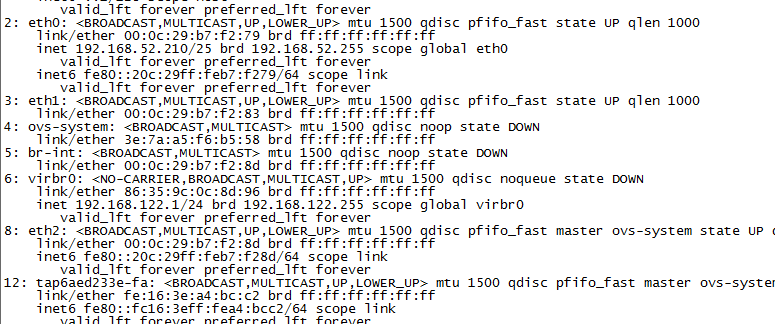 valid_lft forever preferred_lft forever
2: eth0: <BROADCAST,MULTICAST,UP,LOWER_UP> mtu 1500 qdisc pfifo_fast state UP qlen 1000
link/ether 00:0c:29:b7:f2:79 brd ff:ff:ff:ff:ff:ff
inet 192.168.52.210/25 brd 192.168.52.255 scope global eth0
valid_lft forever preferred_lft forever
inet6 fe80::20c:29ff:feb7:f279/64 scope link
valid_lft forever preferred_lft forever
3: eth1: <BROADCAST,MULTICAST,UP,LOWER_UP> mtu 1500 qdisc pfifo_fast state UP qlen 1000
link/ether 00:0c:29:b7:f2:83 brd ff:ff:ff:ff:ff:ff
4: ovs-system: <BROADCAST,MULTICAST> mtu 1500 qdisc noop state DOWN
link/ether 3e:7a:a5:f6:b5:58 brd ff:ff:ff:ff:ff:ff
5: br-int: <BROADCAST,MULTICAST> mtu 1500 qdisc noop state DOWN
link/ether 00:0c:29:b7:f2:8d brd ff:ff:ff:ff:ff:ff
6: virbr0: <NO-CARRIER,BROADCAST,MULTICAST,UP> mtu 1500 qdisc noqueue state DOWN
link/ether 86:35:9c:0c:8d:96 brd ff:ff:ff:ff:ff:ff
inet 192.168.122.1/24 brd 192.168.122.255 scope global virbr0
valid_lft forever preferred_lft forever
8: eth2: <BROADCAST,MULTICAST,UP,LOWER_UP> mtu 1500 qdisc pfifo_fast master ovs-system state UP
link/ether 00:0c:29:b7:f2:8d brd ff:ff:ff:ff:ff:ff
inet6 fe80::20c:29ff:feb7:f28d/64 scope link
valid_lft forever preferred_lft forever
12: tap6aed233e-fa: <BROADCAST,MULTICAST,UP,LOWER_UP> mtu 1500 qdisc pfifo_fast master ovs-system
link/ether fe:16:3e:a4:bc:c2 brd ff:ff:ff:ff:ff:ff
inet6 fe80::fc16:3eff:fea4:bcc2/64 scope link
valid_lft forever preferred_lft forever